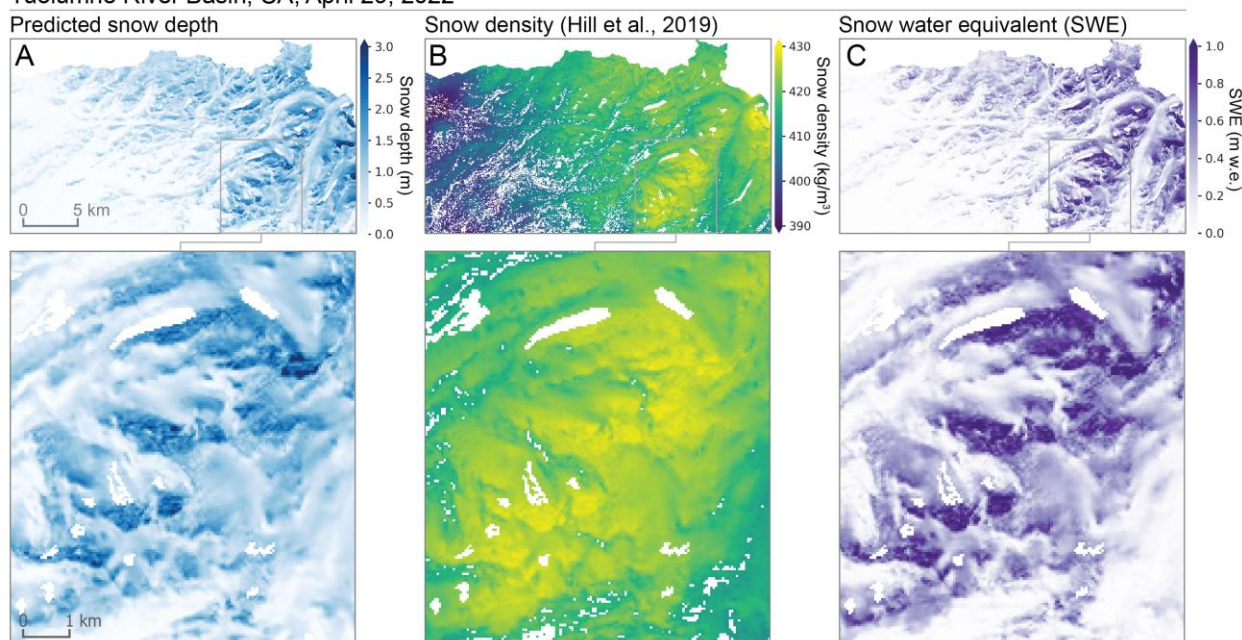 Predicted snow depth
Snow density (Hill et al., 2019)
Snow water equivalent (SWE)
A
3.0
2.5
2.0
1.5
1.0
0.5
0.0
Snow depth (m)
0 5 km
B
430
420
410
400
390
Snow density (kg/m³)
C
1.0
0.8
0.6
0.4
0.2
0.0
SWE (m w.e.)
0 1 km